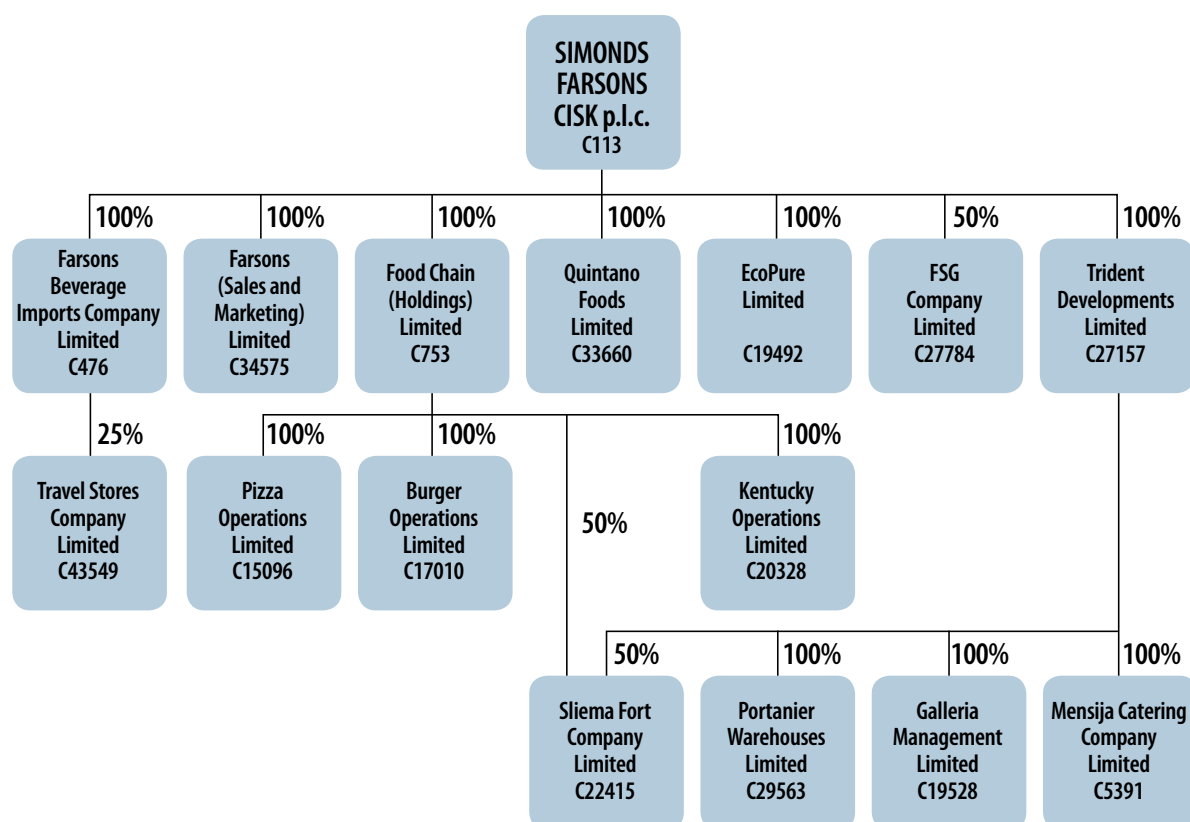 SIMONDS
FARSONS
CISK p.l.c.
C113
100%
100%
100%
100%
100%
50%
100%
Farsons
Beverage
Imports Company
Limited
C476
Farsons
(Sales and
Marketing)
Limited
C34575
Food Chain
(Holdings)
Limited
C753
Quintano
Foods
Limited
C33660
EcoPure
Limited
C19492
FSG
Company
Limited
C27784
Trident
Developments
Limited
C27157
25%
100%
100%
50%
100%
Travel Stores
Company
Limited
C43549
Pizza
Operations
Limited
C15096
Burger
Operations
Limited
C17010
Kentucky
Operations
Limited
C20328
50%
100%
100%
100%
Sliema Fort
Company
Limited
C22415
Portanier
Warehouses
Limited
C29563
Galleria
Management
Limited
C19528
Mensija Catering
Company
Limited
C5391